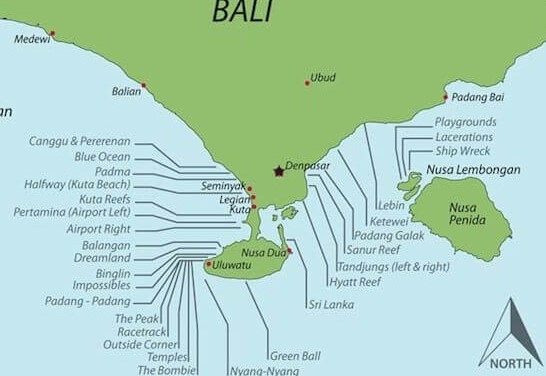 BALI
Medewi
Balian
an
Ubud
Padang Bai
Playgrounds
Lacerations
Ship Wreck
Nusa Lembongan
Nusa
Penida
Canggu & Pererenan
Blue Ocean
Padma
Halfway (Kuta Beach)
Kuta Reefs
Pertamina (Airport Left)
Airport Right
Balangan
Dreamland
Binglin
Impossibles
Padang - Padang
The Peak
Racetrack
Outside Corner
Temples
The Bombie
Denpasar
Seminyak
Legian
Kuta
Nusa Dua
Uluwatu
Lebin
Ketewei
Padang Galak
Sanur Reef
Tandjungs (left & right)
Hyatt Reef
Sri Lanka
Green Ball
Nyang-Nyang
NORTH